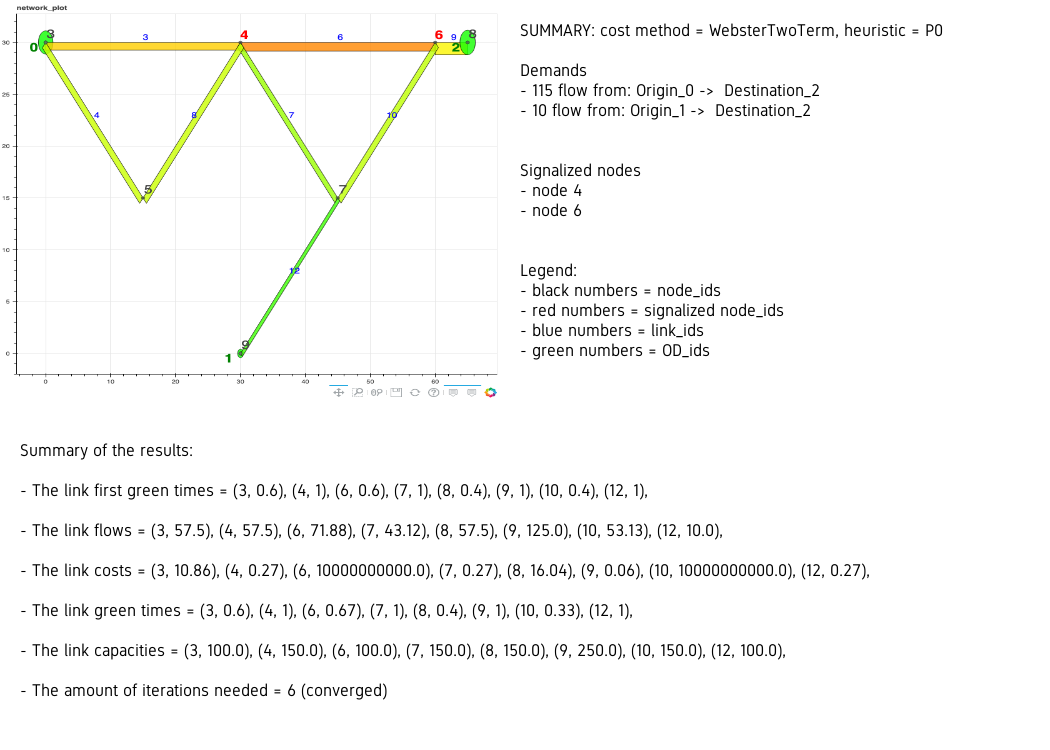 network_plot
SUMMARY: cost method = WebsterTwoTerm, heuristic = P0
Demands
- 115 flow from: Origin_0 -> Destination_2
- 10 flow from: Origin_1 -> Destination_2
Signalized nodes
- node 4
- node 6
Legend:
- black numbers = node_ids
- red numbers = signalized node_ids
- blue numbers = link_ids
- green numbers = OD_ids
3 4 6 8
0 3 6 9 2
4 8 7 10
5 7
12
9
1
30
25
20
15
10
5
0
0 10 20 30 40 50 60
Summary of the results:
- The link first green times = (3, 0.6), (4, 1), (6, 0.6), (7, 1), (8, 0.4), (9, 1), (10, 0.4), (12, 1),
- The link flows = (3, 57.5), (4, 57.5), (6, 71.88), (7, 43.12), (8, 57.5), (9, 125.0), (10, 53.13), (12, 10.0),
- The link costs = (3, 10.86), (4, 0.27), (6, 10000000000.0), (7, 0.27), (8, 16.04), (9, 0.06), (10, 10000000000.0), (12, 0.27),
- The link green times = (3, 0.6), (4, 1), (6, 0.67), (7, 1), (8, 0.4), (9, 1), (10, 0.33), (12, 1),
- The link capacities = (3, 100.0), (4, 150.0), (6, 100.0), (7, 150.0), (8, 150.0), (9, 250.0), (10, 150.0), (12, 100.0),
- The amount of iterations needed = 6 (converged)